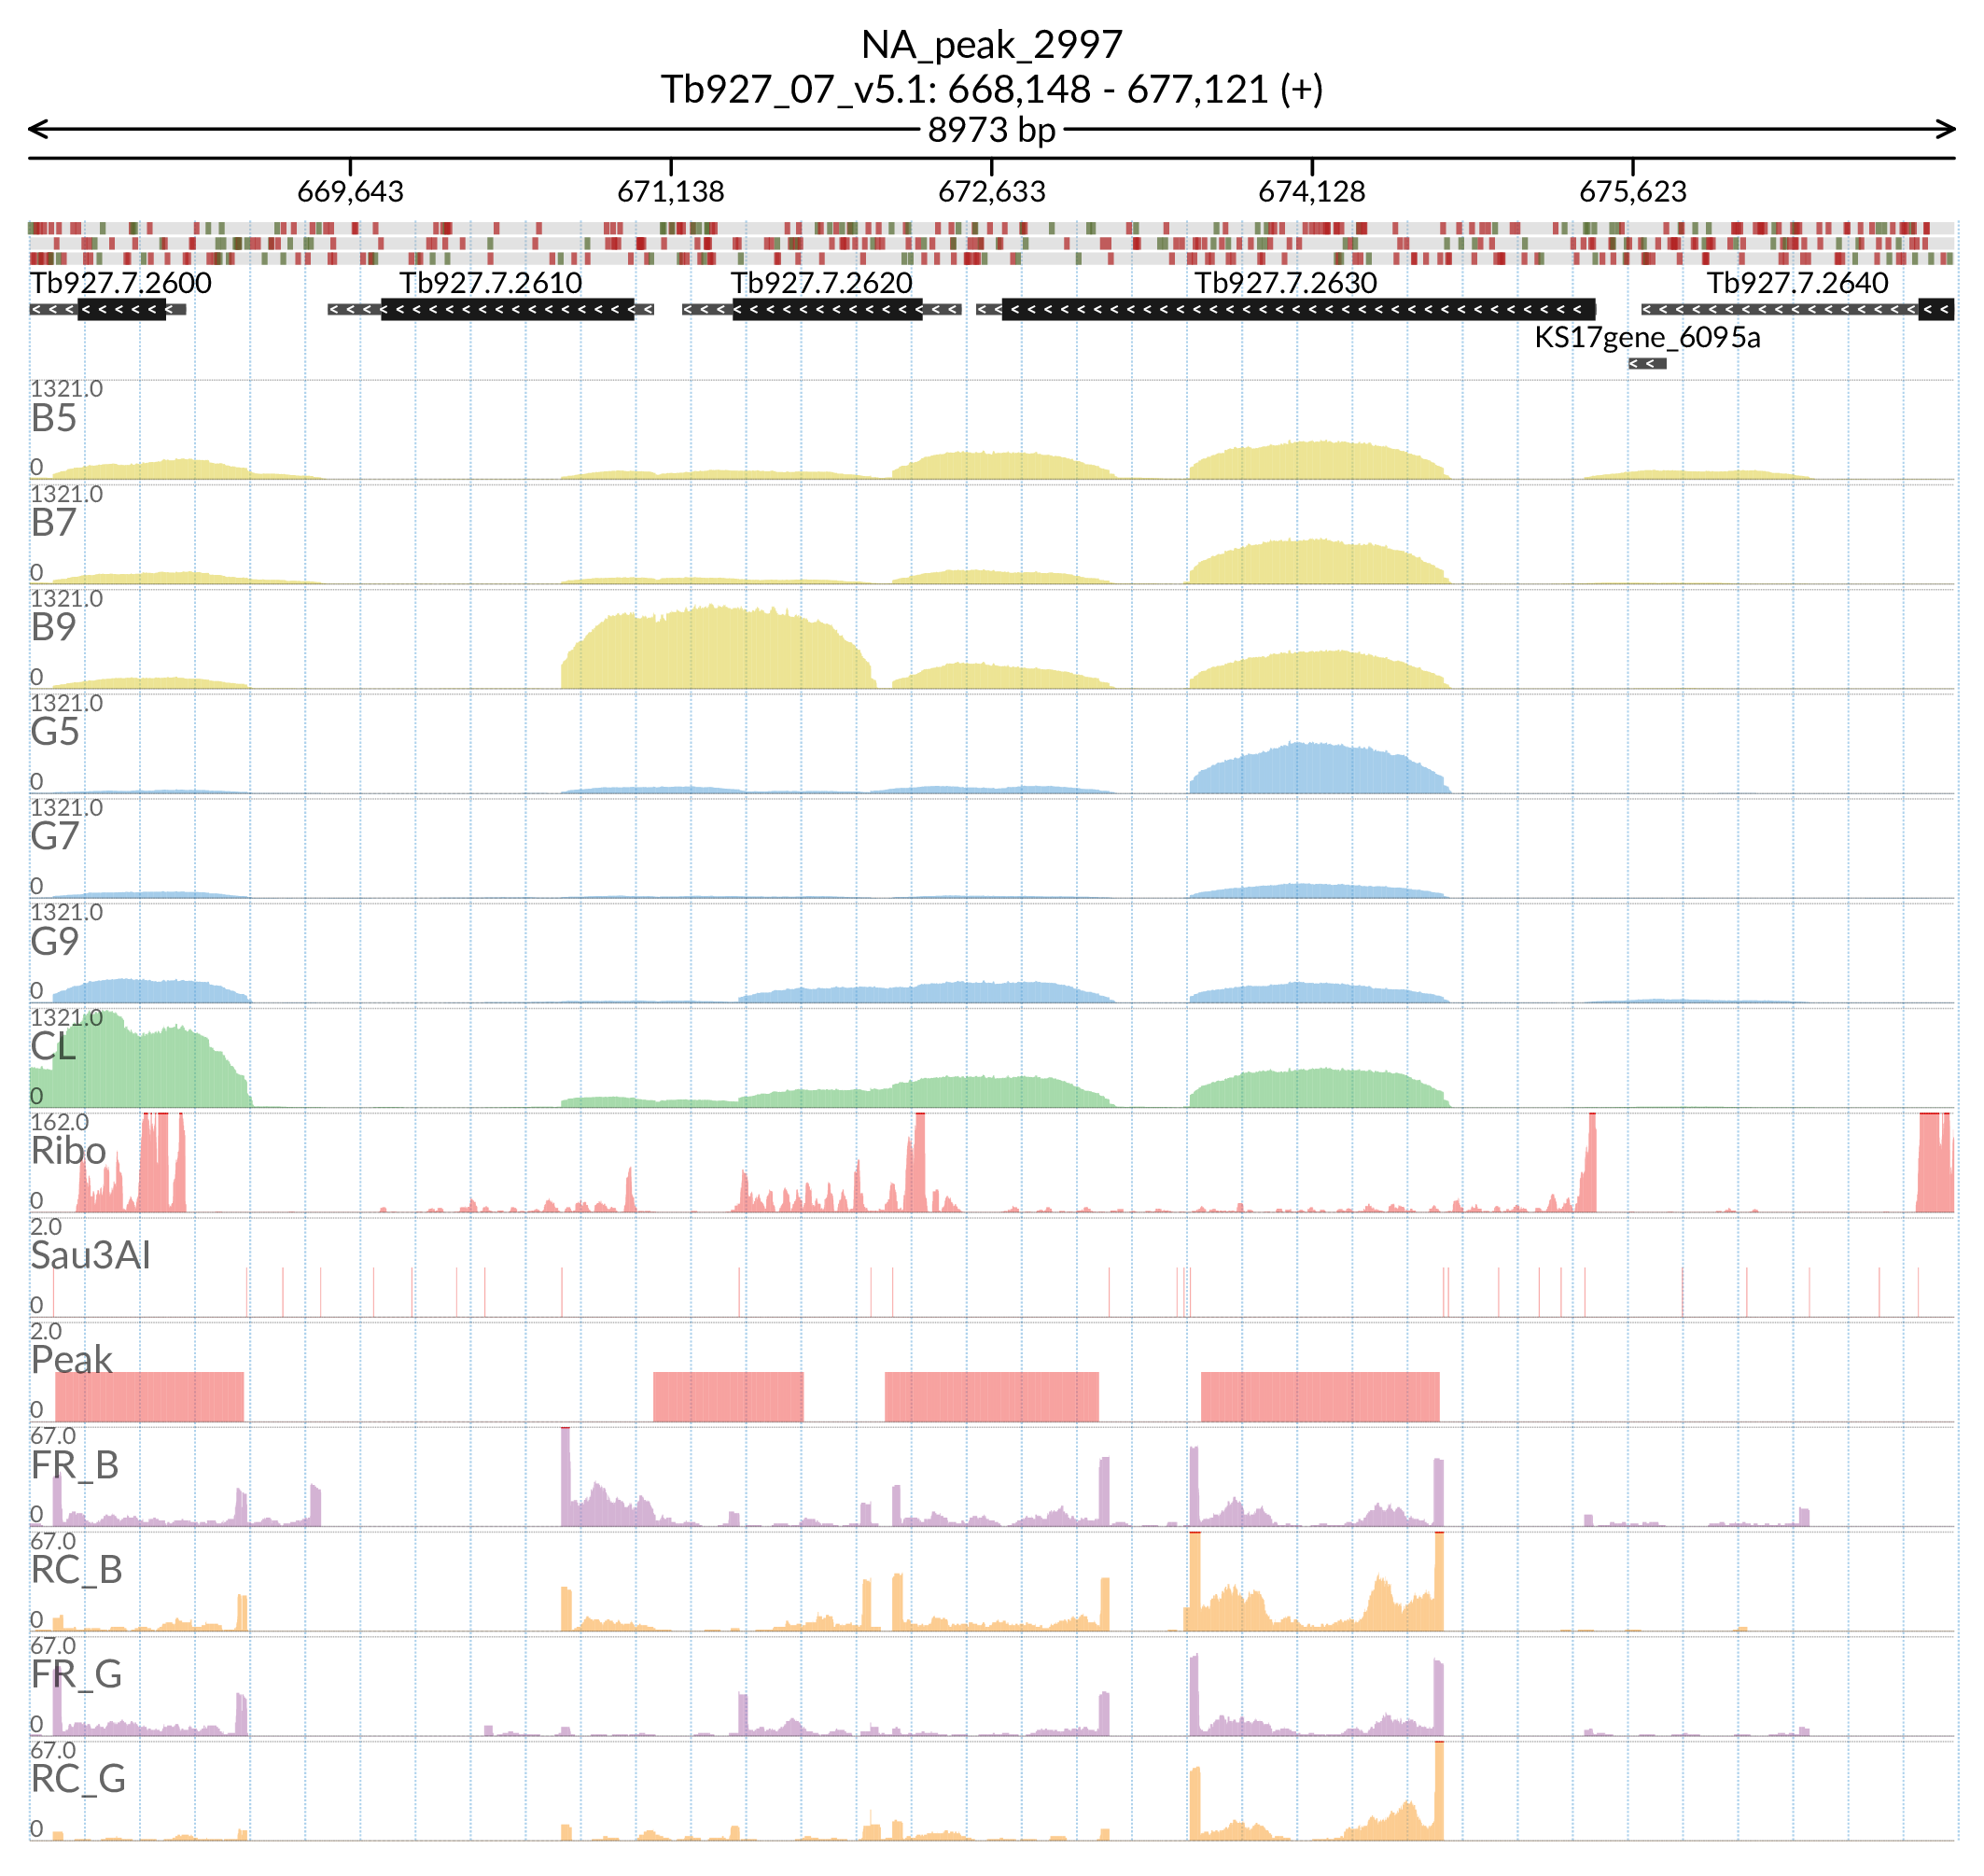 NA_peak_2997
Tb927_07_v5.1: 668,148 - 677,121 (+)
8973 bp
669,643 671,138 672,633 674,128 675,623
Tb927.7.2600 Tb927.7.2610 Tb927.7.2620 Tb927.7.2630 Tb927.7.2640
KS17gene_6095a
1321.0
B5
0
1321.0
B7
0
1321.0
B9
0
1321.0
G5
0
1321.0
G7
0
1321.0
G9
0
1321.0
CL
0
162.0
Ribo
0
2.0
Sau3AI
0
2.0
Peak
0
67.0
FR_B
0
67.0
RC_B
0
67.0
FR_G
0
67.0
RC_G
0